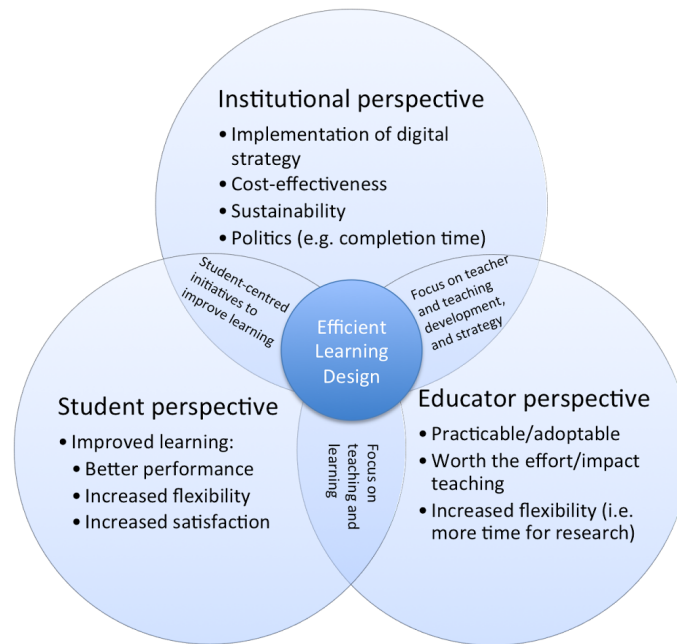 Institutional perspective
• Implementation of digital
strategy
• Cost-effectiveness
• Sustainability
• Politics (e.g. completion time)
Student-centred
initiatives to
improve learning
Focus on teacher
and teaching
development,
and strategy
Efficient
Learning
Design
Student perspective
• Improved learning:
• Better performance
• Increased flexibility
• Increased satisfaction
Focus on
teaching and
learning
Educator perspective
• Practicable/adoptable
• Worth the effort/impact
teaching
• Increased flexibility (i.e.
more time for research)